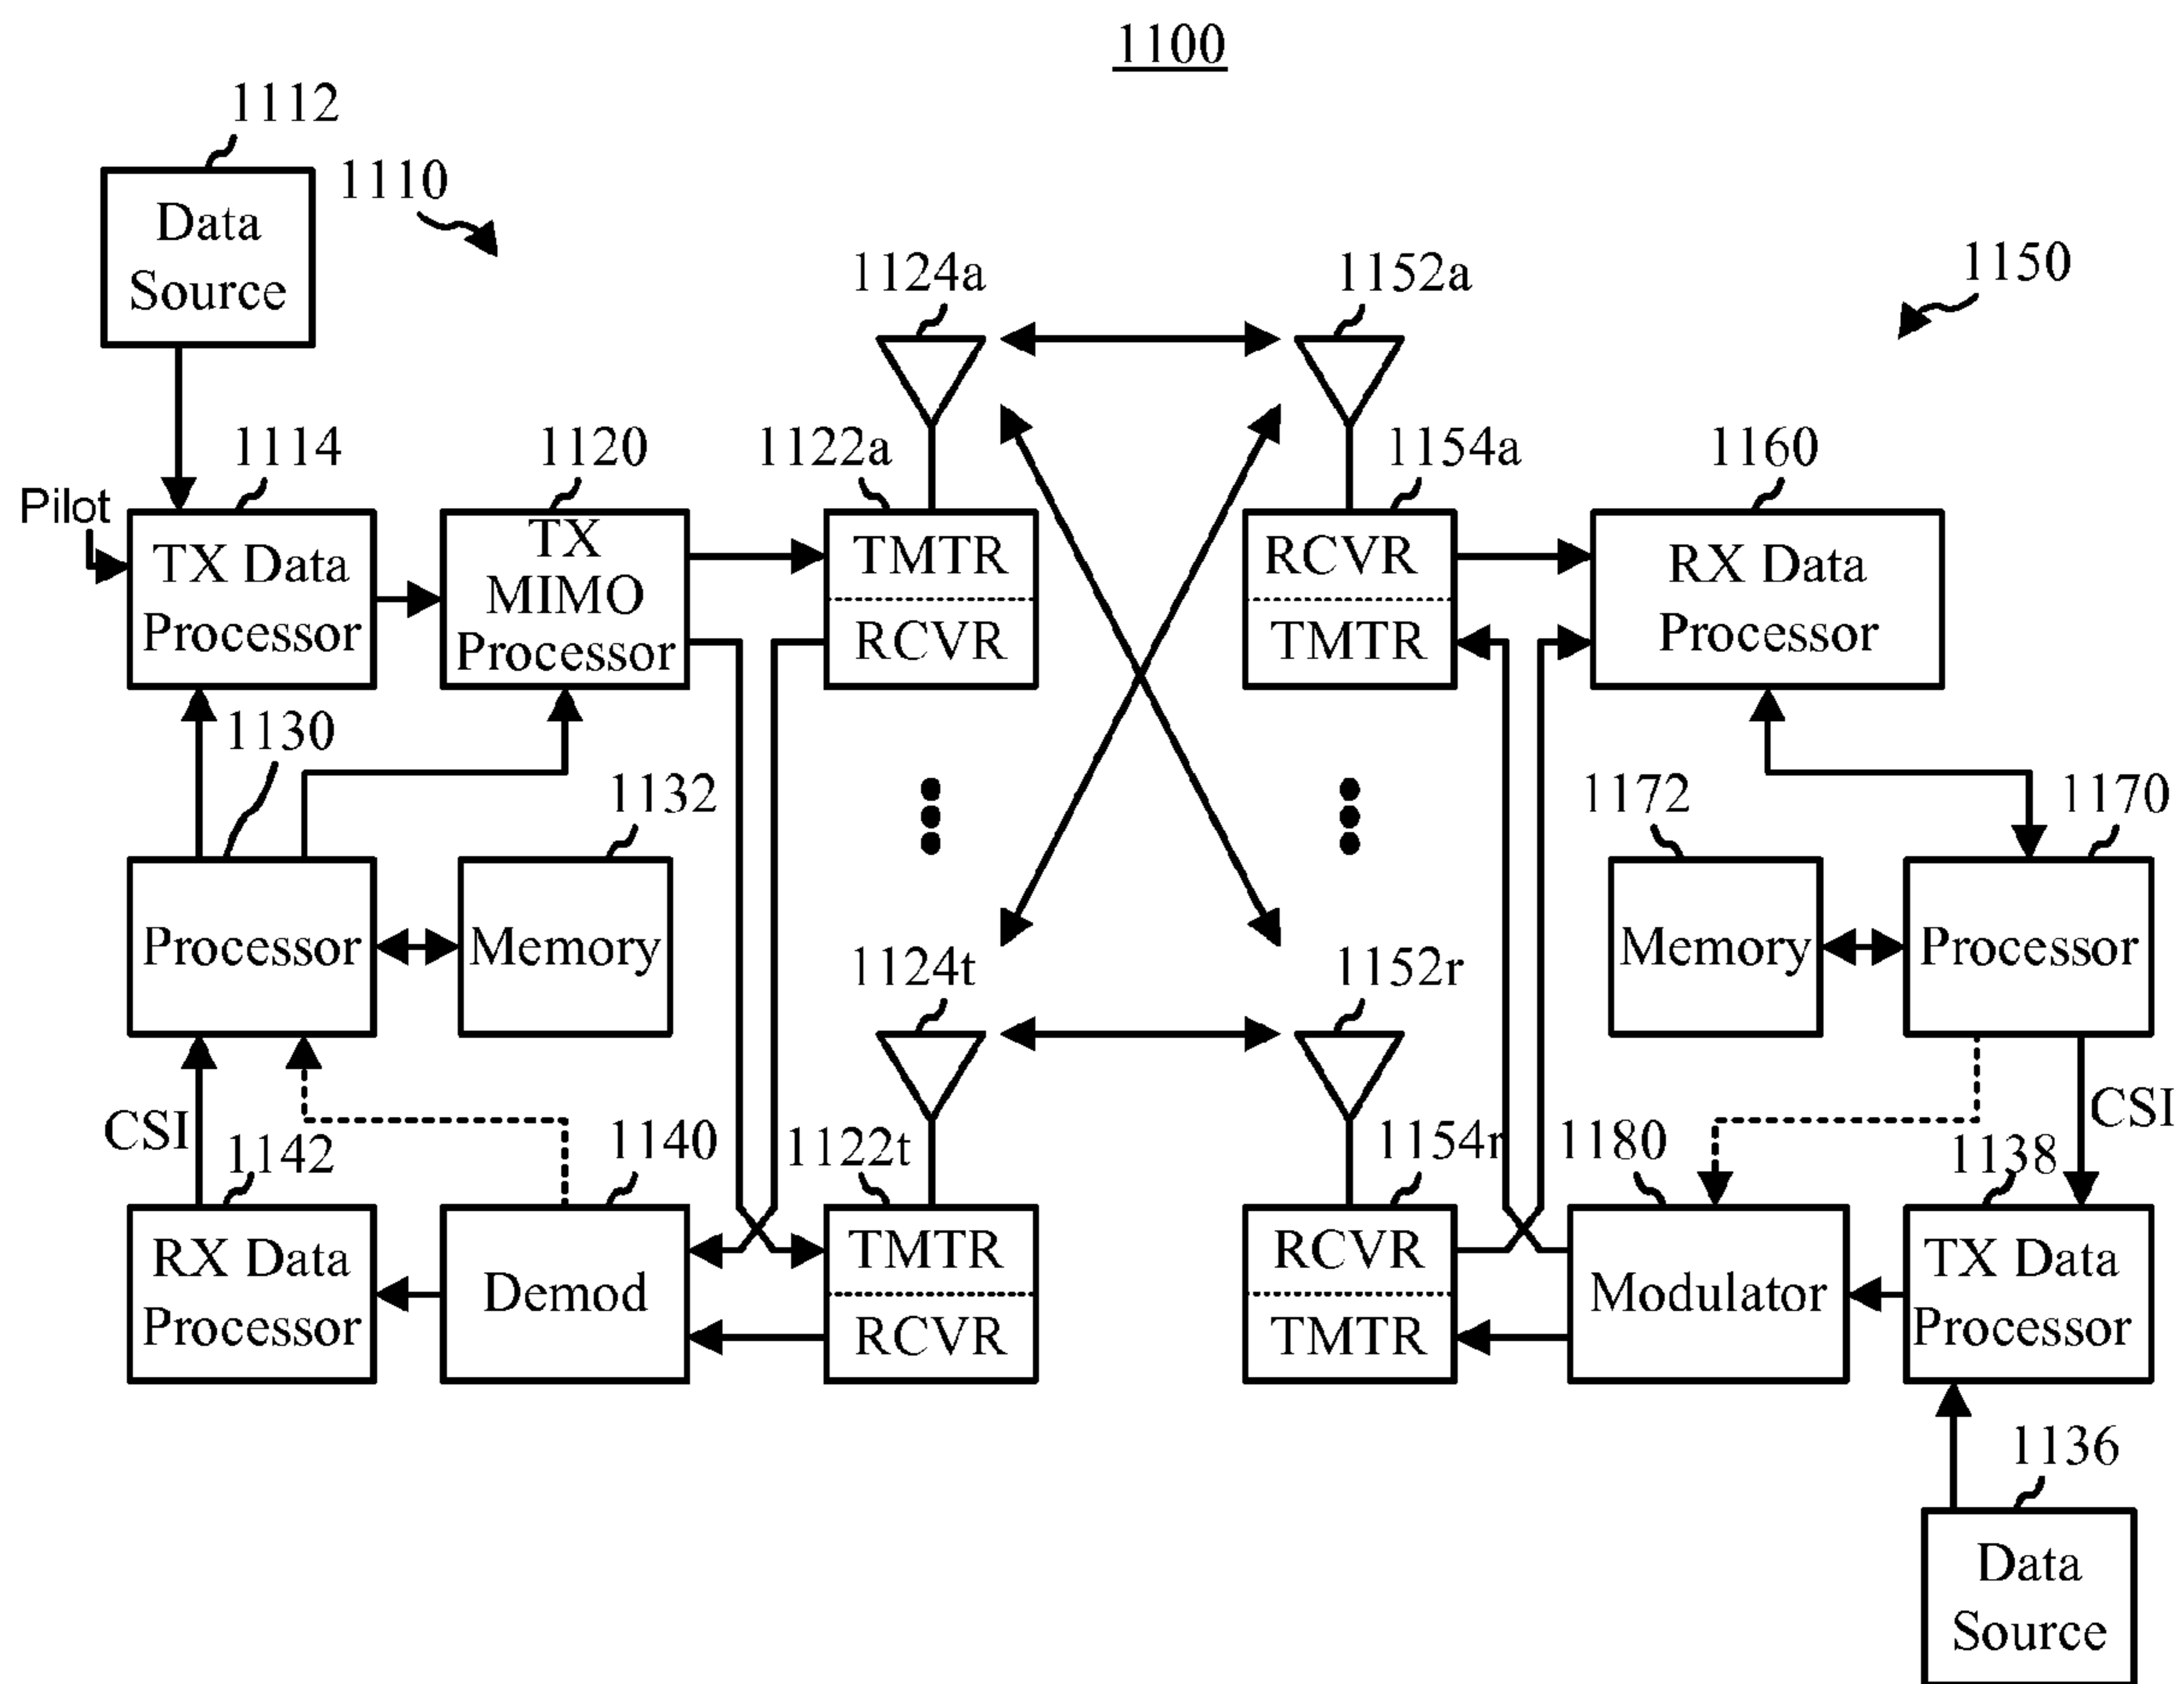 1100
1112
Data
Source
1110
1124a
1152a
1150
1114
1120
1122a
1154a
1160
Pilot
TX Data
Processor
TX
MIMO
Processor
TMTR
RCVR
RCVR
TMTR
RX Data
Processor
1130
1132
1172
1170
Processor
Memory
Memory
Processor
1124t
1152r
CSI
CSI
1142
1140
1122t
1154r
1180
1138
RX Data
Processor
Demod
TMTR
RCVR
RCVR
TMTR
Modulator
TX Data
Processor
1136
Data
Source